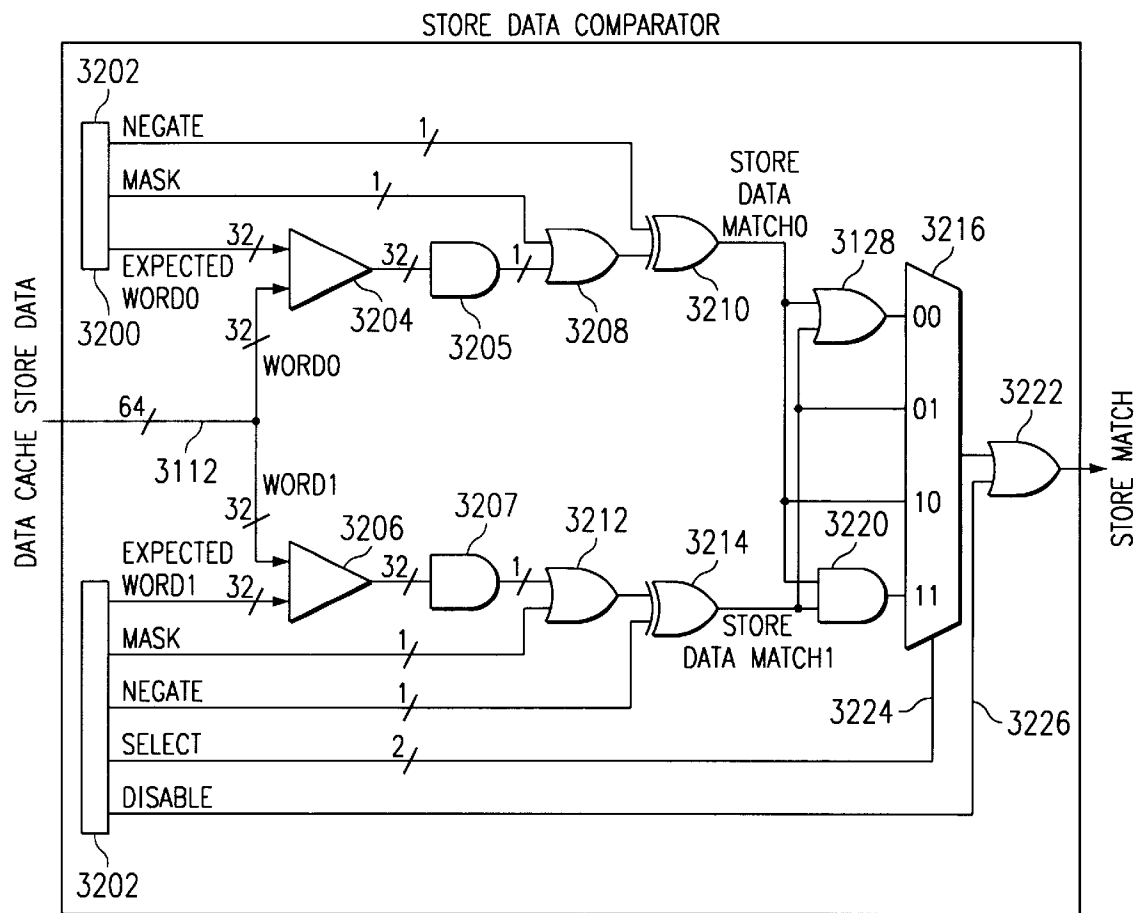 STORE DATA COMPARATOR
3202
NEGATE
1
MASK
1
32
EXPECTED
WORD0
3200
32
3204
3205
1
3208
3210
STORE
DATA
MATCH0
3128
3216
00
01
10
11
3222
STORE MATCH
DATA CACHE STORE DATA
64
3112
32
WORD0
WORD1
32
3206
3207
3212
3214
3220
EXPECTED
WORD1
32
32
1
STORE
DATA MATCH1
MASK
1
NEGATE
1
SELECT
2
DISABLE
3224
3226
3202